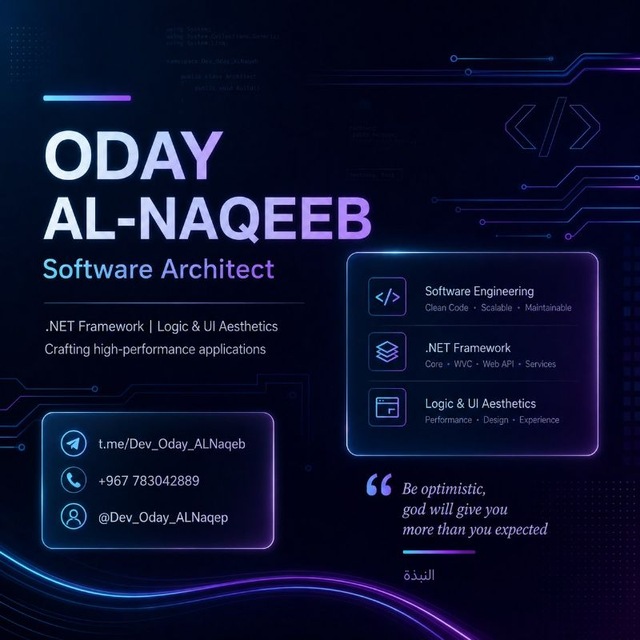 ODAY
AL-NAQEEB
Software Architect
.NET Framework | Logic & UI Aesthetics
Crafting high-performance applications
</>
</>
Software Engineering
Clean Code • Scalable • Maintainable
.NET Framework
Core • WVC • Web API • Services
Logic & UI Aesthetics
Performance • Design • Experience
t.me/Dev_Oday_ALNaqeb
+967 783042889
@Dev_Oday_ALNaqep
“ Be optimistic,
god will give you
more than you expected
النبذة